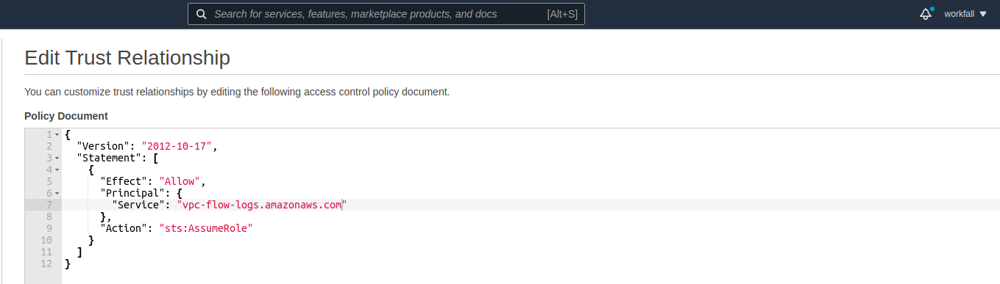 Search for services, features, marketplace products, and docs [Alt+S] workfall
Edit Trust Relationship
You can customize trust relationships by editing the following access control policy document.
Policy Document
1 {
2 "Version": "2012-10-17",
3 "Statement": [
4 {
5 "Effect": "Allow",
6 "Principal": {
7 "Service": "vpc-flow-logs.amazonaws.com"
8 },
9 "Action": "sts:AssumeRole"
10 }
11 ]
12 }